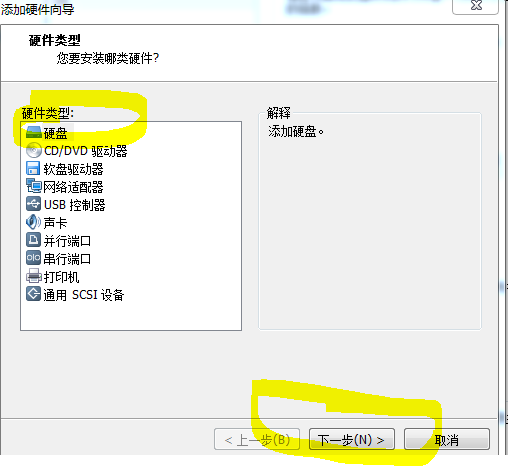 添加硬件向导
硬件类型
您要安装哪类硬件?
硬件类型:
解释
硬盘
添加硬盘。
CD/DVD 驱动器
软盘驱动器
网络适配器
USB 控制器
声卡
并行端口
串行端口
打印机
通用 SCSI 设备
< 上一步(B)
下一步(N) >
取消